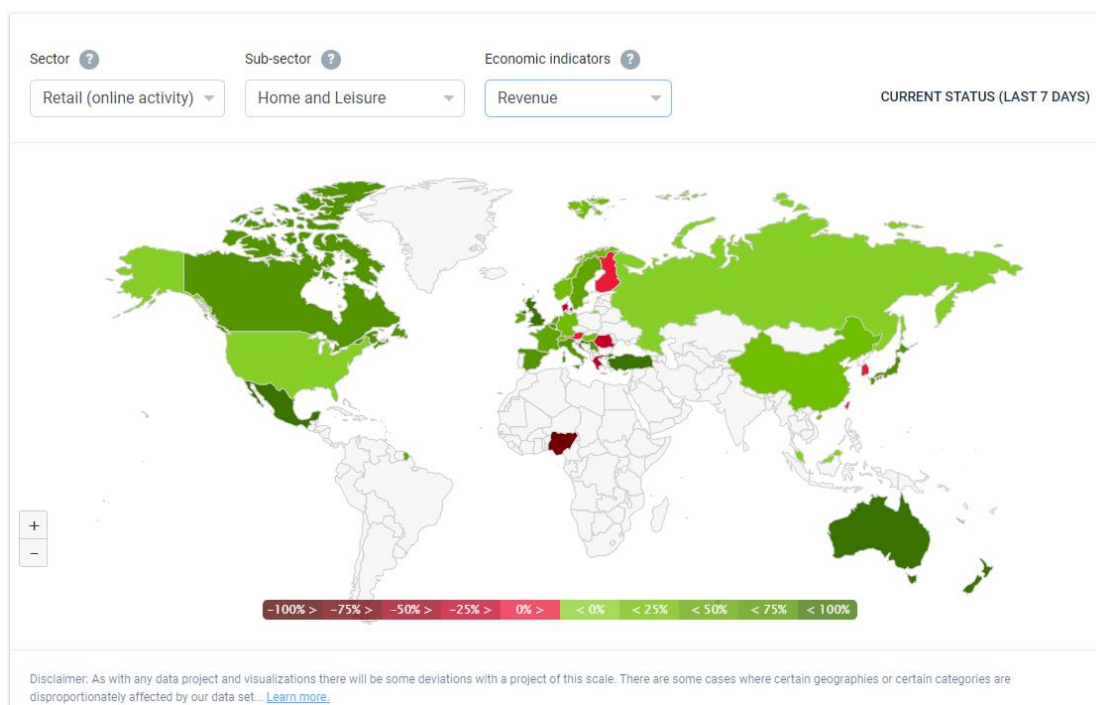 Sector ?
Sub-sector ?
Economic indicators ?
Retail (online activity)
Home and Leisure
Revenue
CURRENT STATUS (LAST 7 DAYS)
+
−
−100% > −75% > −50% > −25% > 0% > < 0% < 25% < 50% < 75% < 100%
Disclaimer: As with any data project and visualizations there will be some deviations with a project of this scale. There are some cases where certain geographies or certain categories are
disproportionately affected by our data set... Learn more.